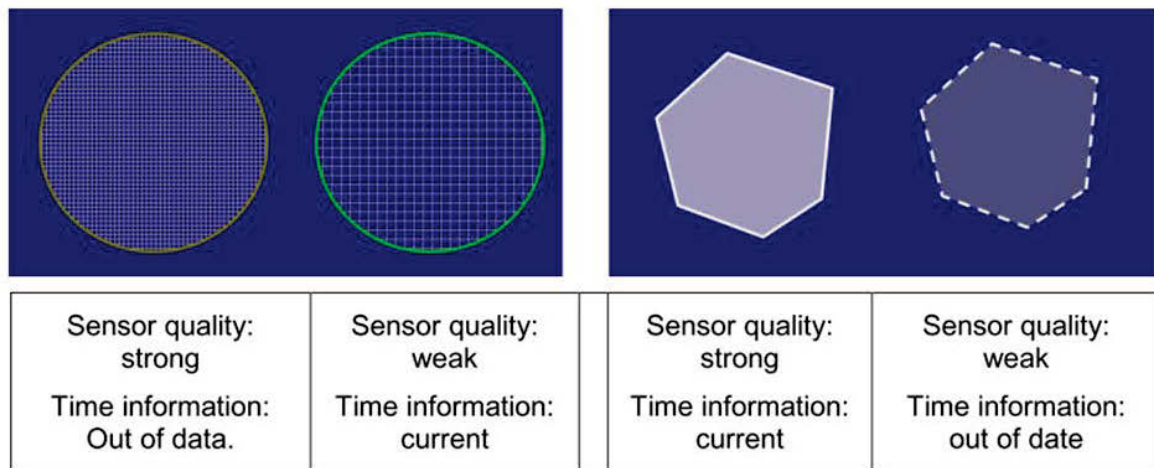 Sensor quality:
strong
Time information:
Out of data.
Sensor quality:
weak
Time information:
current
Sensor quality:
strong
Time information:
current
Sensor quality:
weak
Time information:
out of date